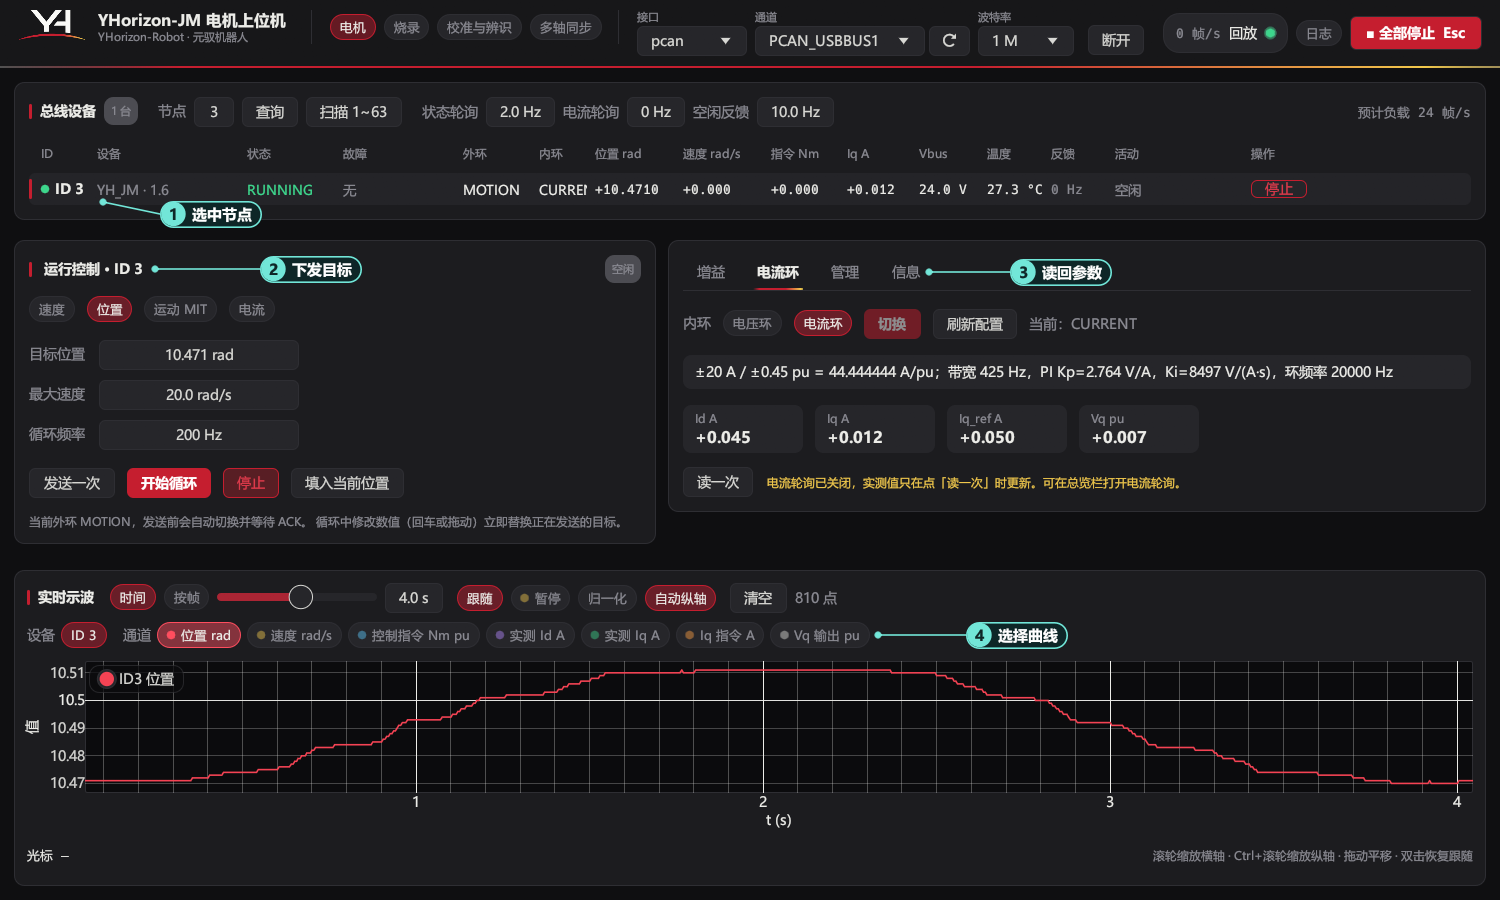 YH YHorizon-JM 电机上位机
YHorizon-Robot · 元驭机器人
电机 烧录 校准与辨识 多轴同步
接口 通道 波特率
pcan PCAN_USBBUS1 1 M 断开
0 帧/s 回放 日志 全部停止 Esc
总线设备 1 台 节点 3 查询 扫描 1~63 状态轮询 2.0 Hz 电流轮询 0 Hz 空闲反馈 10.0 Hz 预计负载 24 帧/s
ID 设备 状态 故障 外环 内环 位置 rad 速度 rad/s 指令 Nm Iq A Vbus 温度 反馈 活动 操作
ID 3 YH_JM · 1.6 RUNNING 无 MOTION CURREN +10.4710 +0.000 +0.000 +0.012 24.0 V 27.3 °C 0 Hz 空闲 停止
1 选中节点
运行控制 • ID 3 2 下发目标 空闲
速度 位置 运动 MIT 电流
目标位置 10.471 rad
最大速度 20.0 rad/s
循环频率 200 Hz
发送一次 开始循环 停止 填入当前位置
当前外环 MOTION，发送前会自动切换并等待 ACK。 循环中修改数值（回车或拖动）立即替换正在发送的目标。
增益 电流环 管理 信息 3 读回参数
内环 电压环 电流环 切换 刷新配置 当前：CURRENT
±20 A / ±0.45 pu = 44.444444 A/pu；带宽 425 Hz，PI Kp=2.764 V/A，Ki=8497 V/(A·s)，环频率 20000 Hz
Id A Iq A Iq_ref A Vq pu
+0.045 +0.012 +0.050 +0.007
读一次 电流轮询已关闭，实测值只在点「读一次」时更新。可在总览栏打开电流轮询。
实时示波 时间 按帧 4.0 s 跟随 暂停 归一化 自动纵轴 清空 810 点
设备 ID 3 通道 位置 rad 速度 rad/s 控制指令 Nm pu 实测 Id A 实测 Iq A Iq 指令 A Vq 输出 pu 4 选择曲线
ID3 位置
值
10.51
10.5
10.49
10.48
10.47
1 2 3 4
t (s)
光标 —
滚轮缩放横轴 · Ctrl+滚轮缩放纵轴 · 拖动平移 · 双击恢复跟随